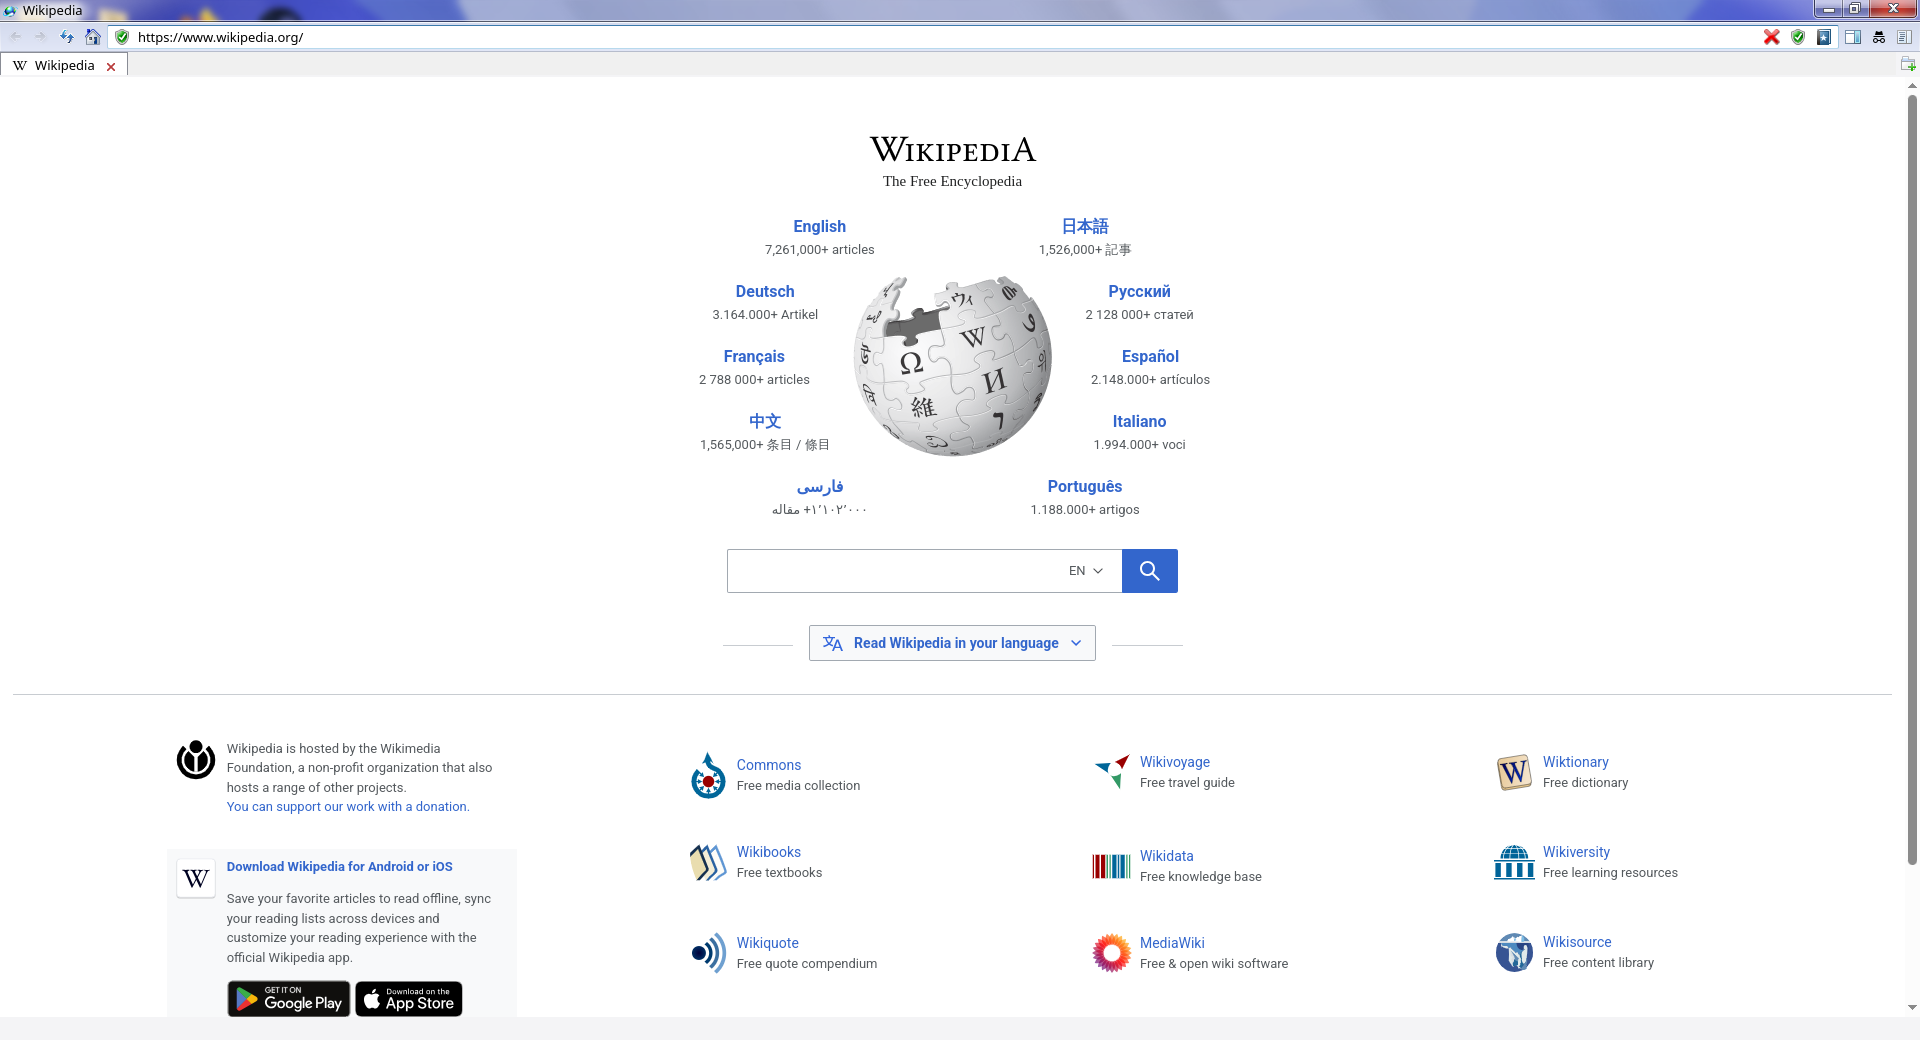 Wikipedia
https://www.wikipedia.org/
Wikipedia
WIKIPEDIA
The Free Encyclopedia
English
7,261,000+ articles
日本語
1,526,000+ 記事
Deutsch
3.164.000+ Artikel
Русский
2 128 000+ статей
Français
2 788 000+ articles
Español
2.148.000+ artículos
中文
1,565,000+ 条目 / 條目
Italiano
1.994.000+ voci
فارسی
۱٬۱۰۲٬۰۰۰+ مقاله
Português
1.188.000+ artigos
Ω
W
И
維
ウィ
EN
Read Wikipedia in your language
Wikipedia is hosted by the Wikimedia
Foundation, a non-profit organization that also
hosts a range of other projects.
You can support our work with a donation.
W
Download Wikipedia for Android or iOS
Save your favorite articles to read offline, sync
your reading lists across devices and
customize your reading experience with the
official Wikipedia app.
GET IT ON
Google Play
Download on the
App Store
Commons
Free media collection
Wikivoyage
Free travel guide
W
Wiktionary
Free dictionary
Wikibooks
Free textbooks
Wikidata
Free knowledge base
Wikiversity
Free learning resources
Wikiquote
Free quote compendium
MediaWiki
Free & open wiki software
Wikisource
Free content library